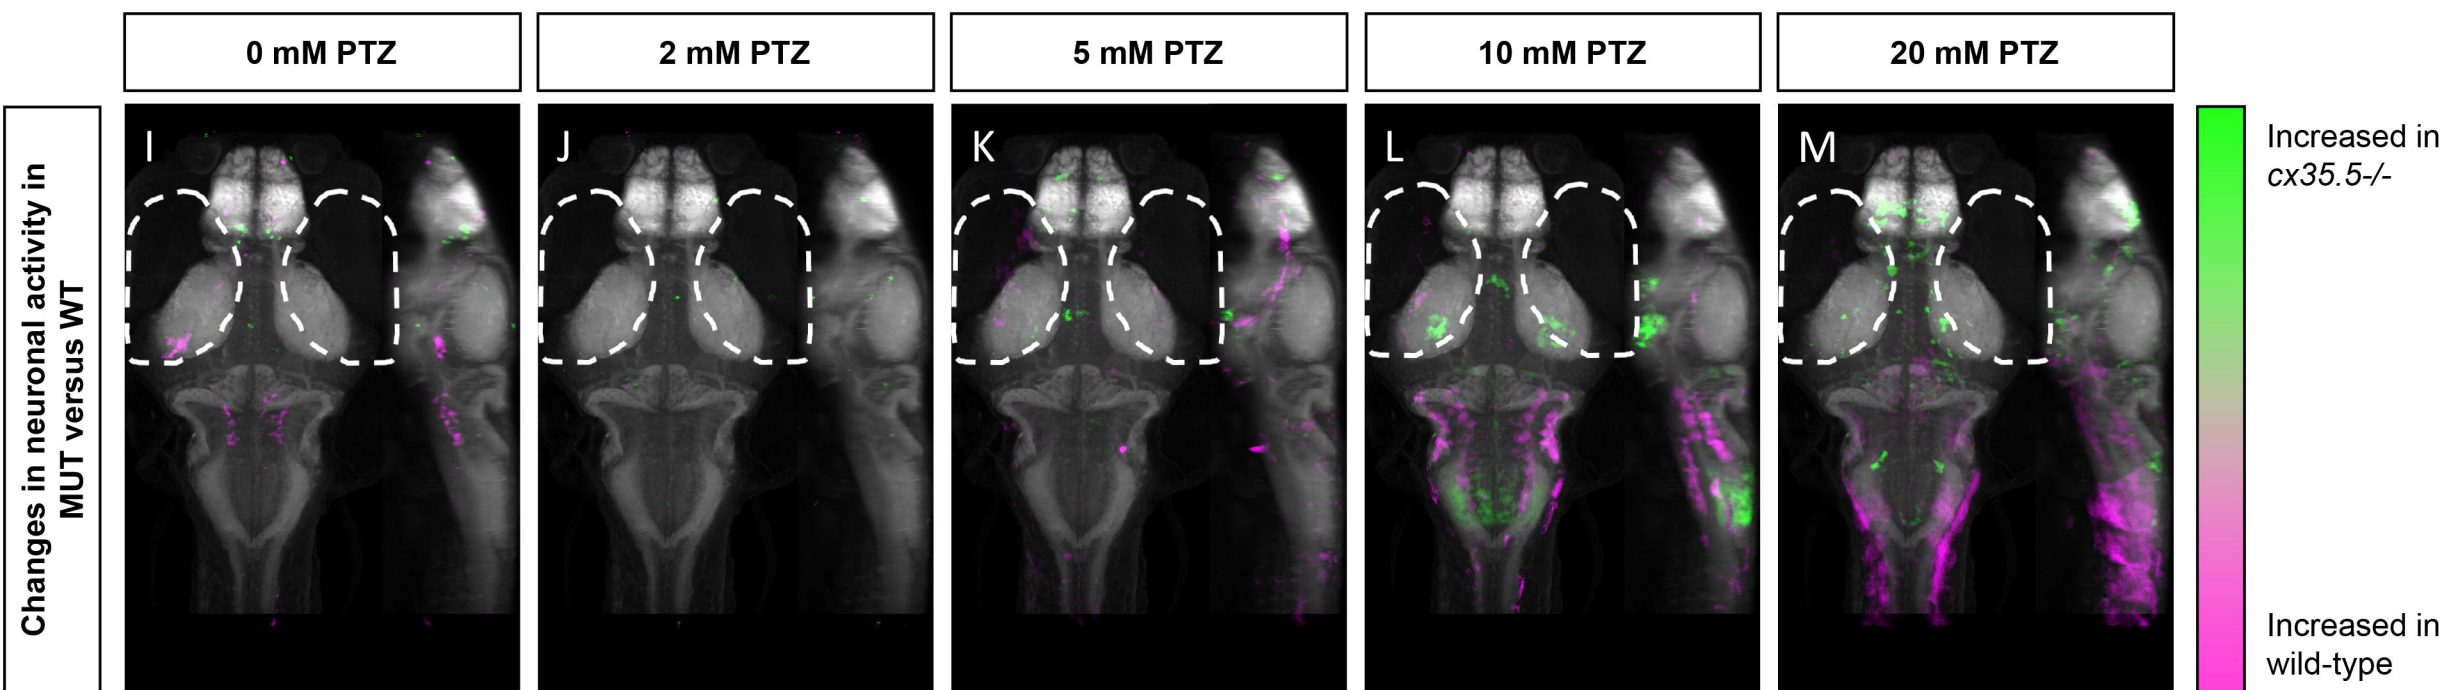 0 mM PTZ
2 mM PTZ
5 mM PTZ
10 mM PTZ
20 mM PTZ
Changes in neuronal activity in
MUT versus WT
I
J
K
L
M
Increased in
cx35.5-/-
Increased in
wild-type